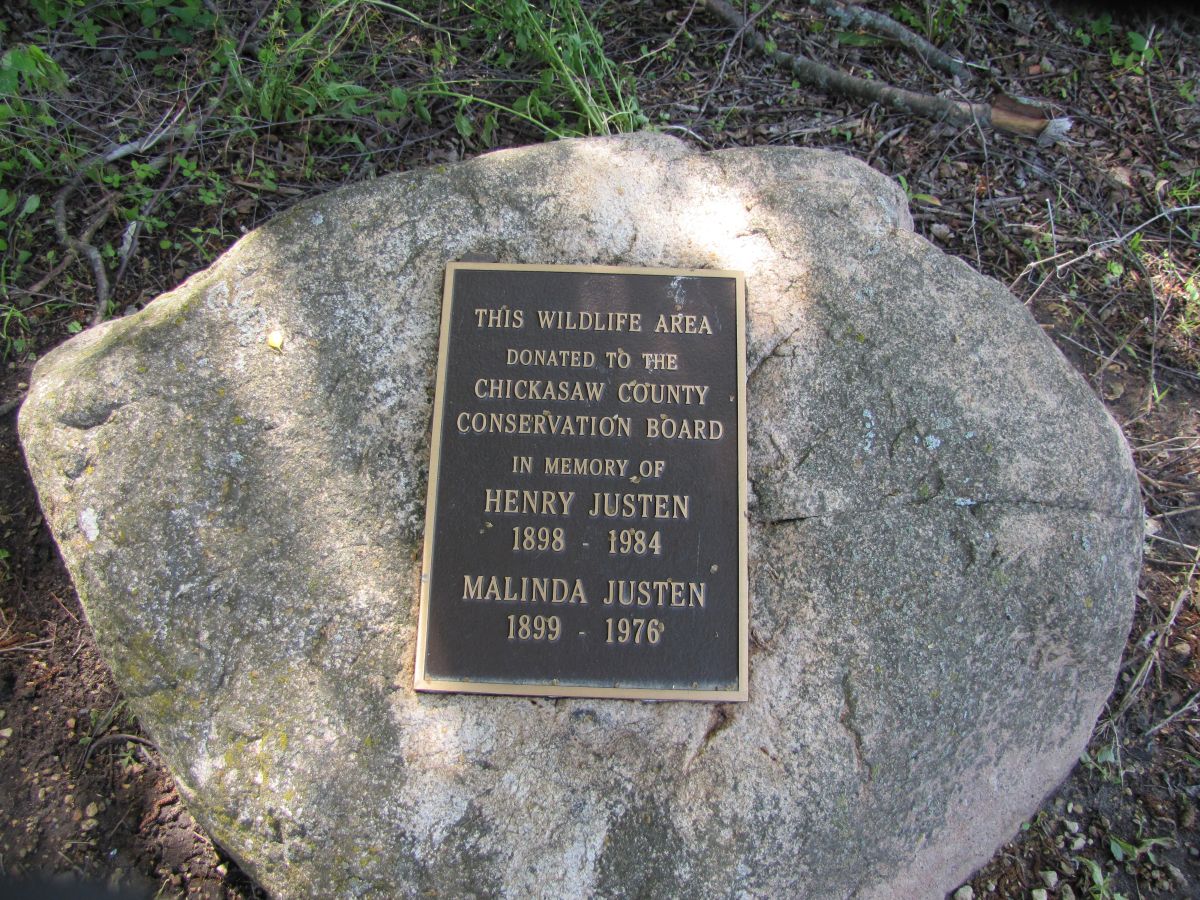 THIS WILDLIFE AREA
DONATED TO THE
CHICKASAW COUNTY
CONSERVATION BOARD
IN MEMORY OF
HENRY JUSTEN
1898 - 1984
MALINDA JUSTEN
1899 - 1976